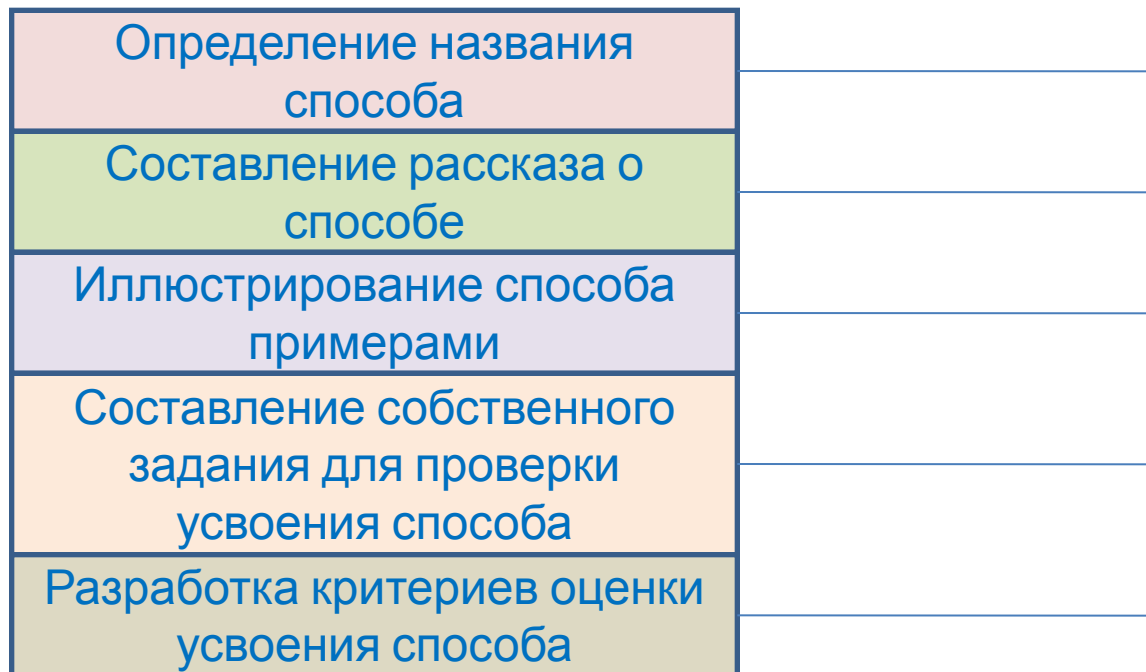 Определение названия
способа
Составление рассказа о
способе
Иллюстрирование способа
примерами
Составление собственного
задания для проверки
усвоения способа
Разработка критериев оценки
усвоения способа